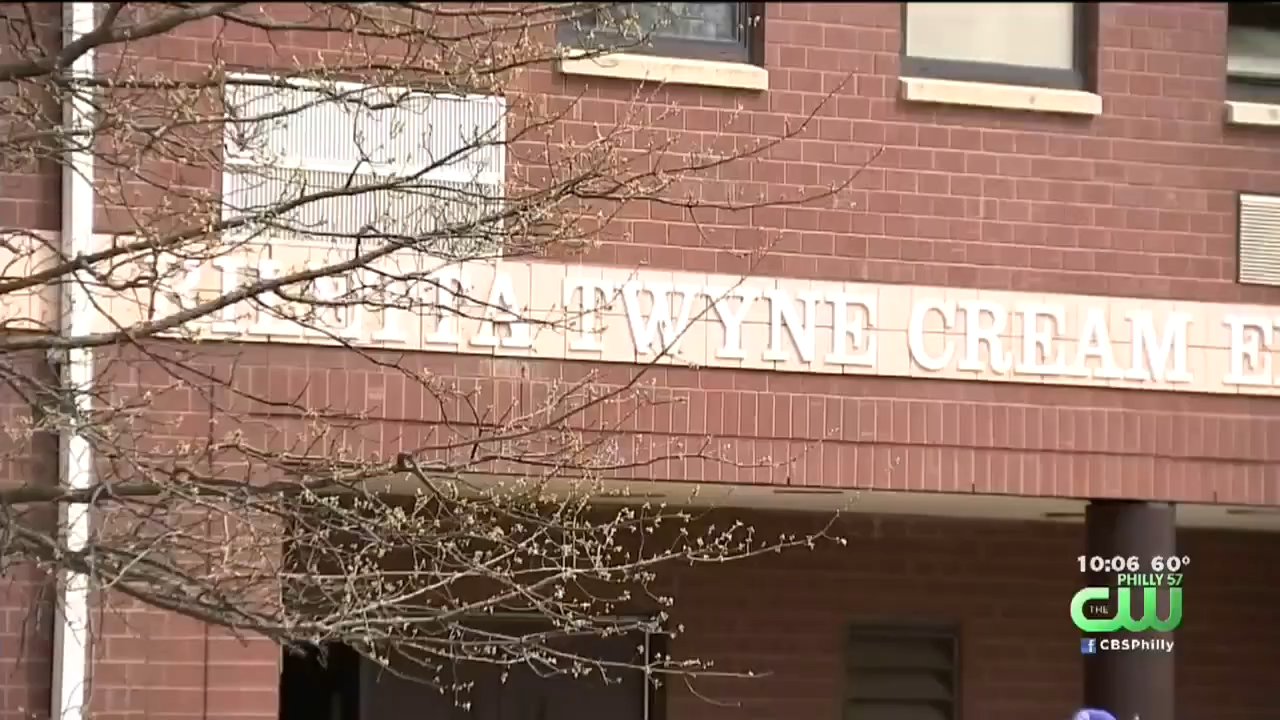 TWYNE CREAM E
10:06 60°
PHILLY 57
THE CW
f CBSPhilly